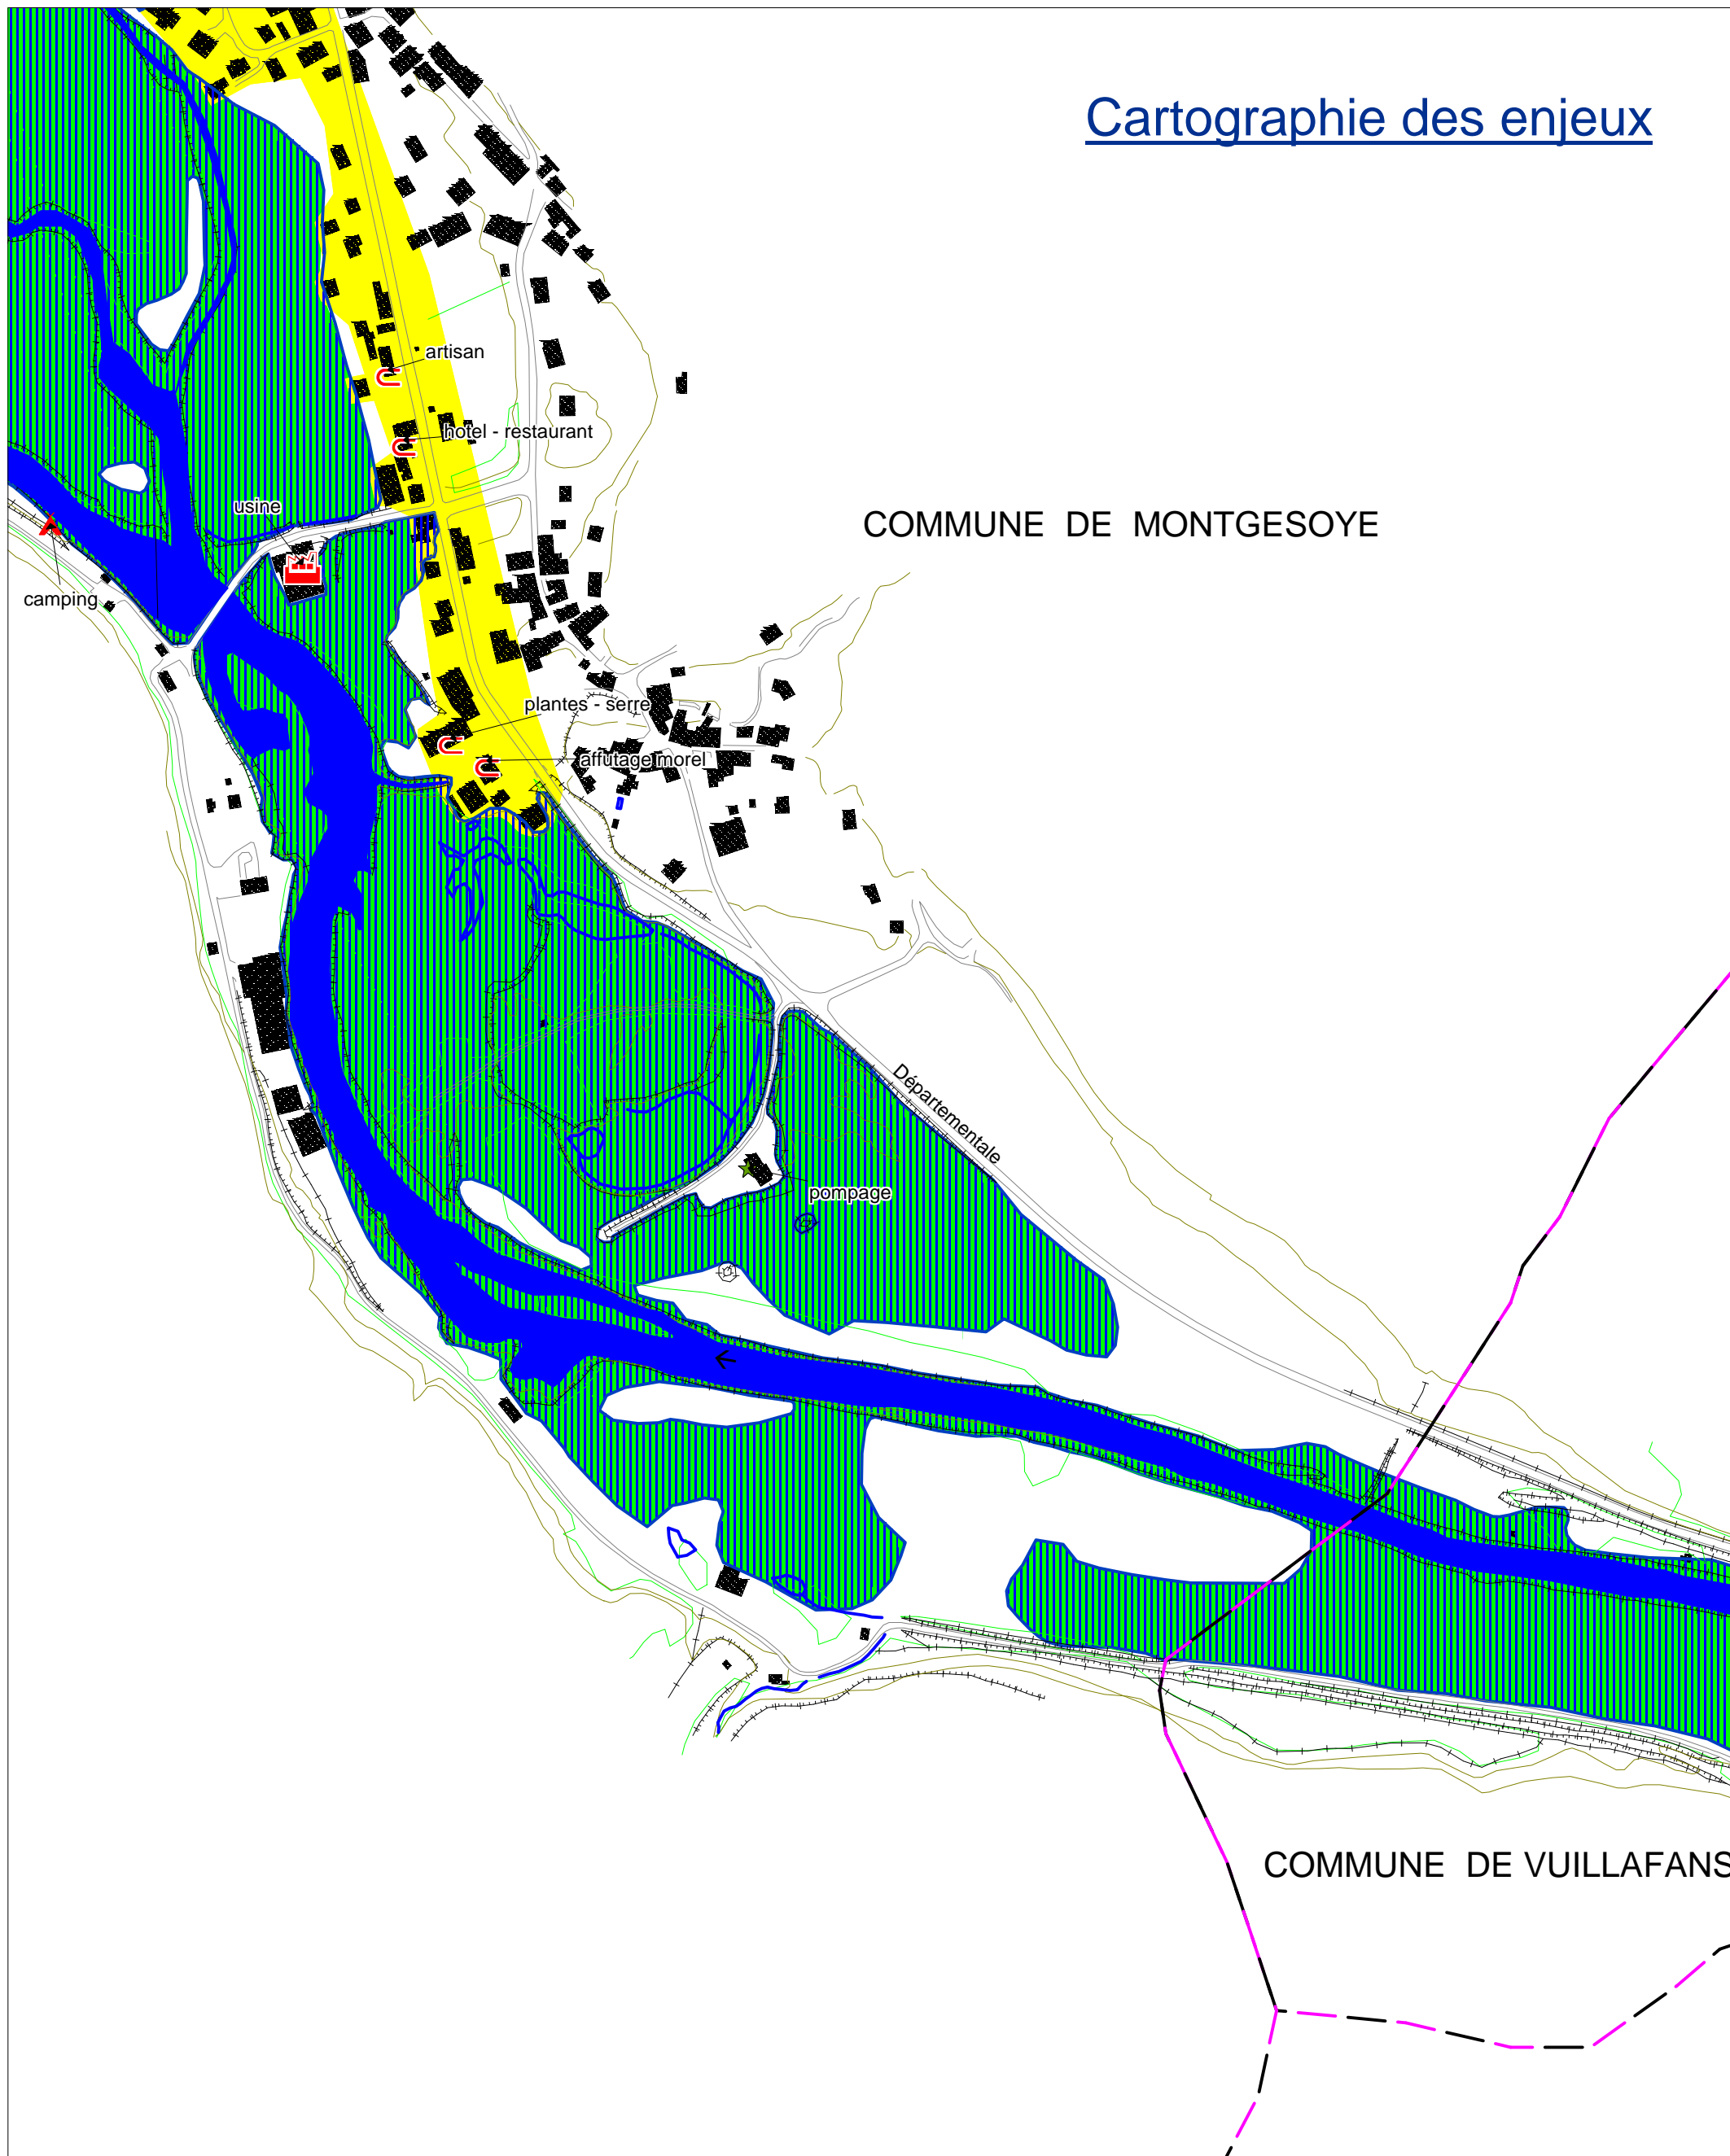 Cartographie des enjeux
artisan
hotel - restaurant
usine
COMMUNE DE MONTGESOYE
camping
plantes - serre
affutage morel
Départementale
pompage
COMMUNE DE VUILLAFANS